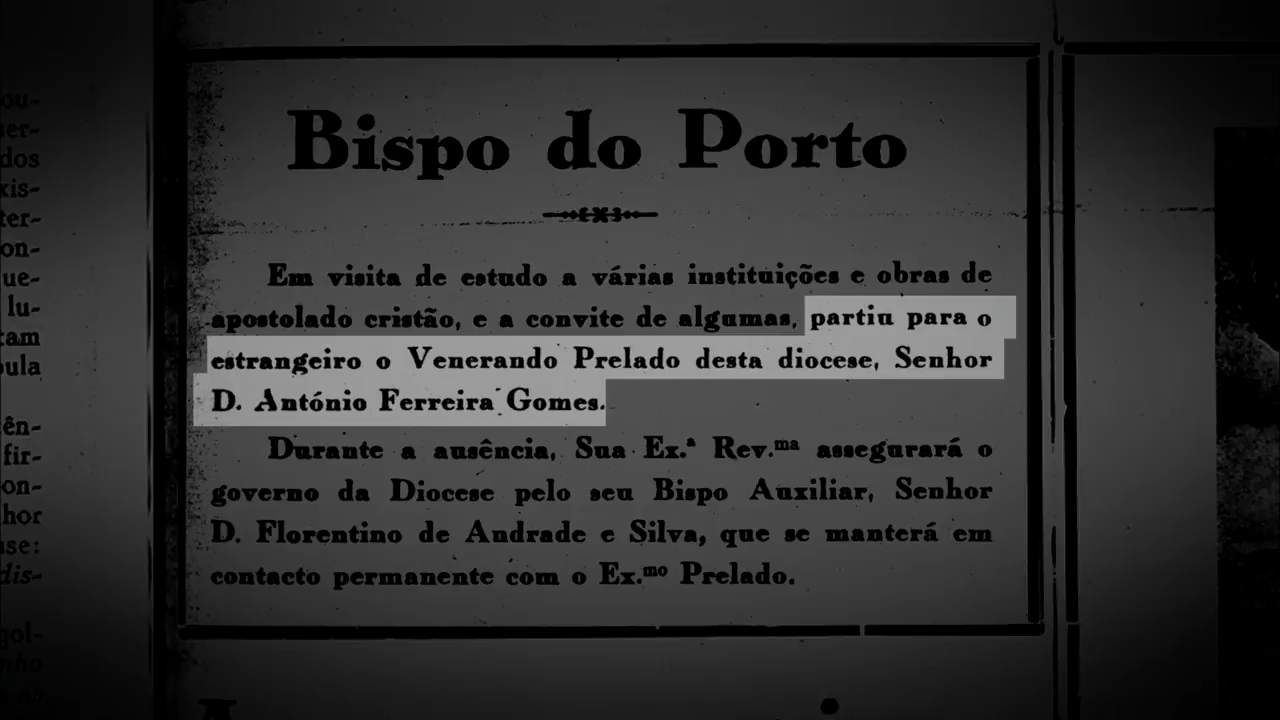 Bispo do Porto
Em visita de estudo a várias instituições e obras de
apostolado cristão, e a convite de algumas, partiu para o
estrangeiro o Venerando Prelado desta diocese, Senhor
D. António Ferreira Gomes.
Durante a ausência, Sua Ex.ª Rev.ma assegurará o
governo da Diocese pelo seu Bispo Auxiliar, Senhor
D. Florentino de Andrade e Silva, que se manterá em
contacto permanente com o Ex.mo Prelado.